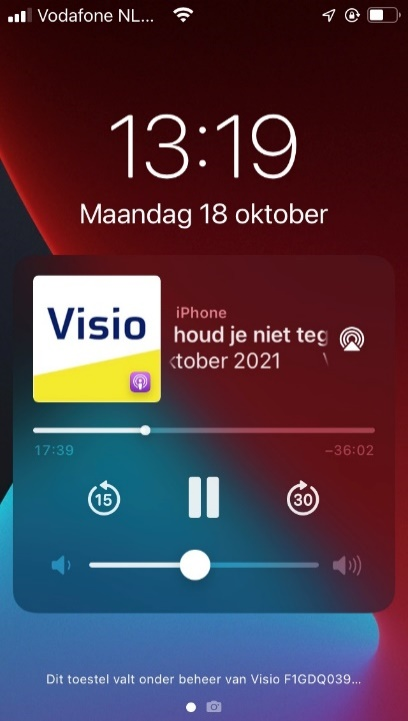 Vodafone NL...
13:19
Maandag 18 oktober
Visio
iPhone
houd je niet teg
tober 2021
17:39
−36:02
15
30
Dit toestel valt onder beheer van Visio F1GDQ039...